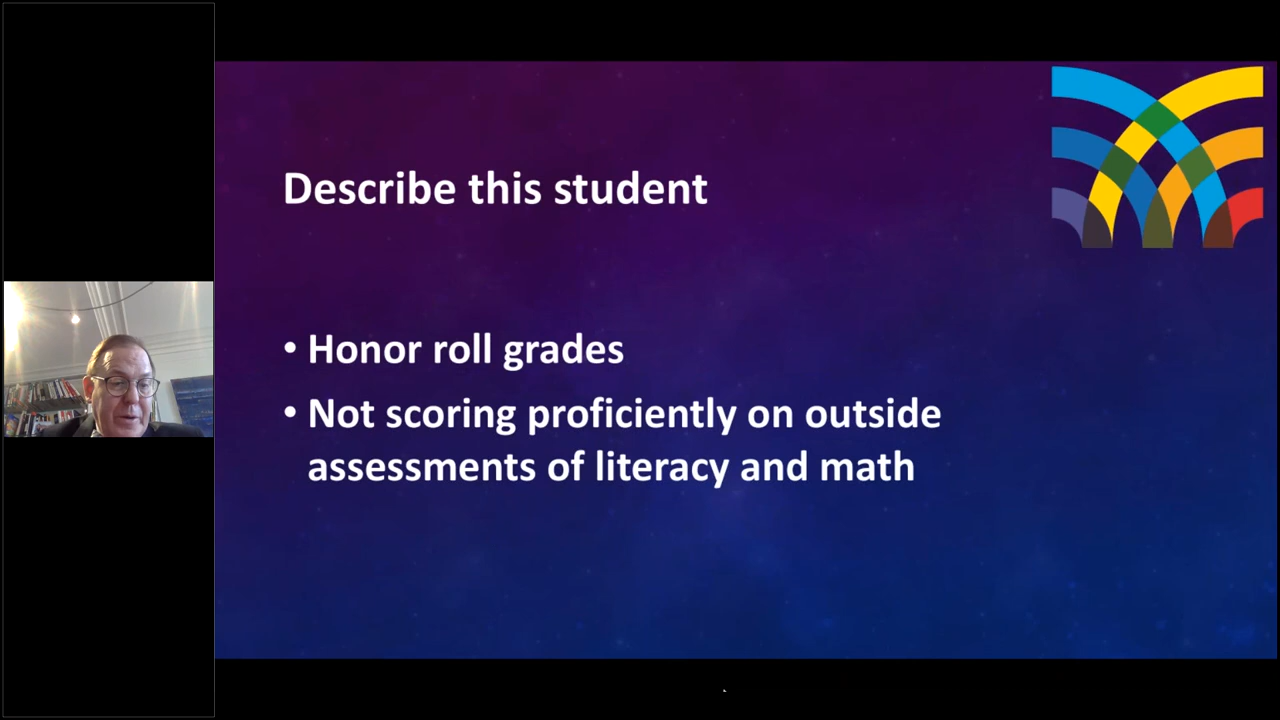 Describe this student
• Honor roll grades
• Not scoring proficiently on outside
assessments of literacy and math